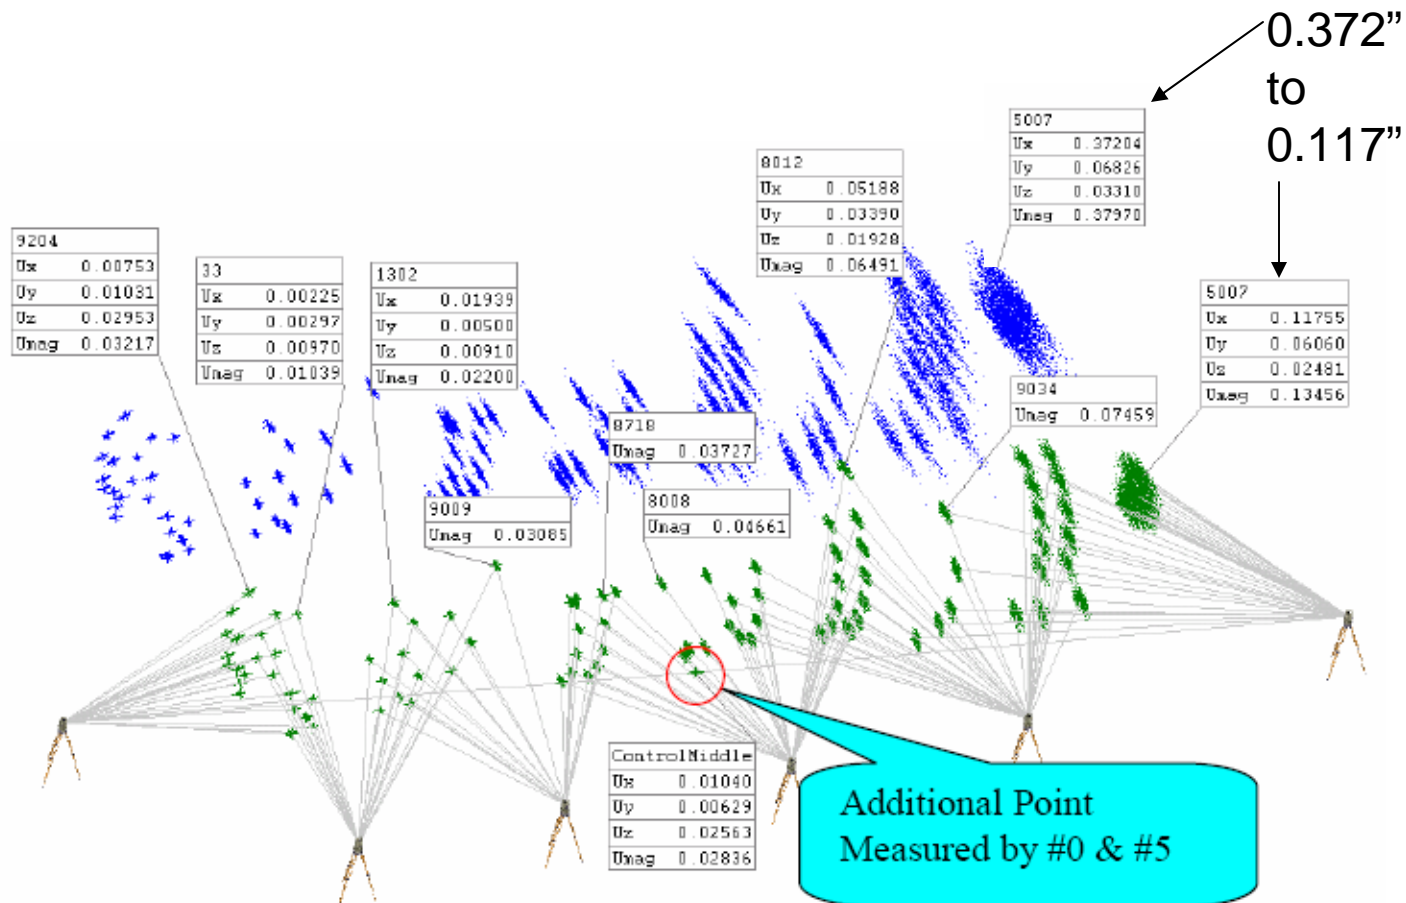 0.372”
to
0.117”
5007
Ux 0.37204
Uy 0.06826
Uz 0.03310
Umag 0.37970
8012
Ux 0.05188
Uy 0.03390
Uz 0.01928
Umag 0.06491
9204
Ux 0.00753
Uy 0.01031
Uz 0.02953
Umag 0.03217
33
Ux 0.00225
Uy 0.00297
Uz 0.00970
Umag 0.01039
1302
Ux 0.01939
Uy 0.00500
Uz 0.00910
Umag 0.02200
5007
Ux 0.11755
Uy 0.06060
Uz 0.02481
Umag 0.13456
9034
Umag 0.07459
8718
Umag 0.03727
9009
Umag 0.03085
8008
Umag 0.04661
ControlMiddle
Ux 0.01040
Uy 0.00629
Uz 0.02563
Umag 0.02836
Additional Point
Measured by #0 & #5